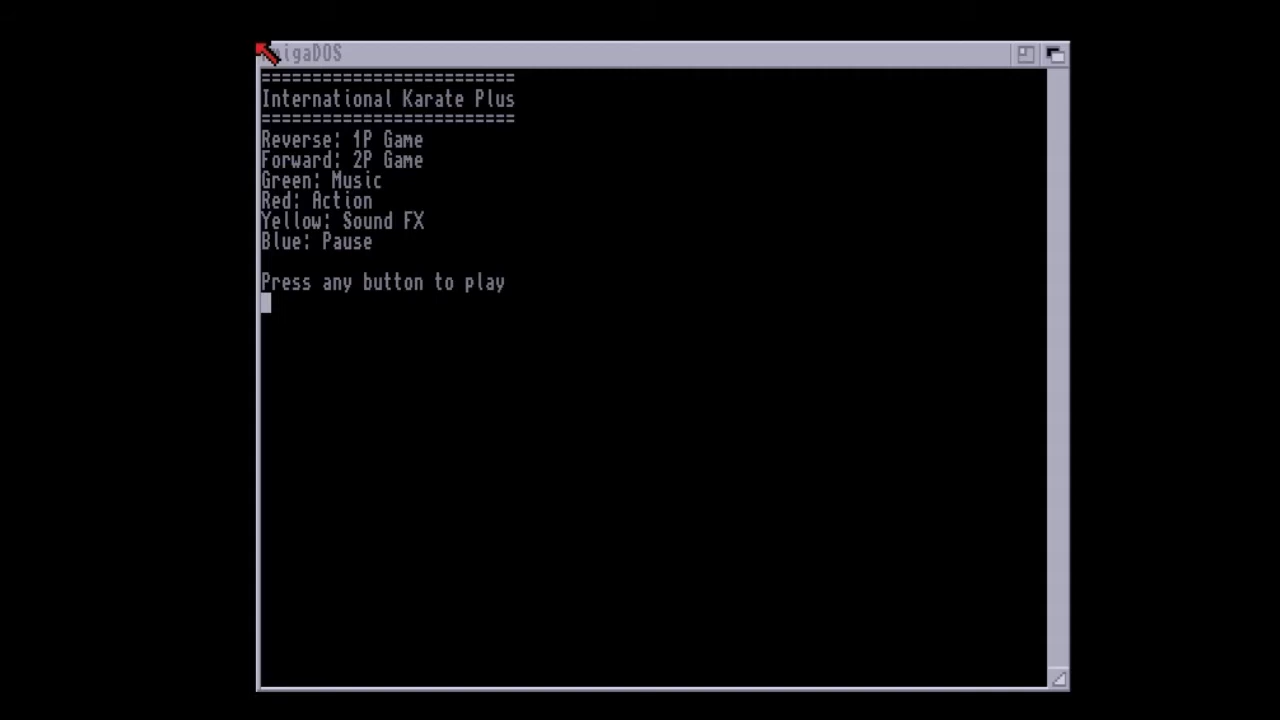 AmigaDOS
=========================
International Karate Plus
=========================
Reverse: 1P Game
Forward: 2P Game
Green: Music
Red: Action
Yellow: Sound FX
Blue: Pause
Press any button to play